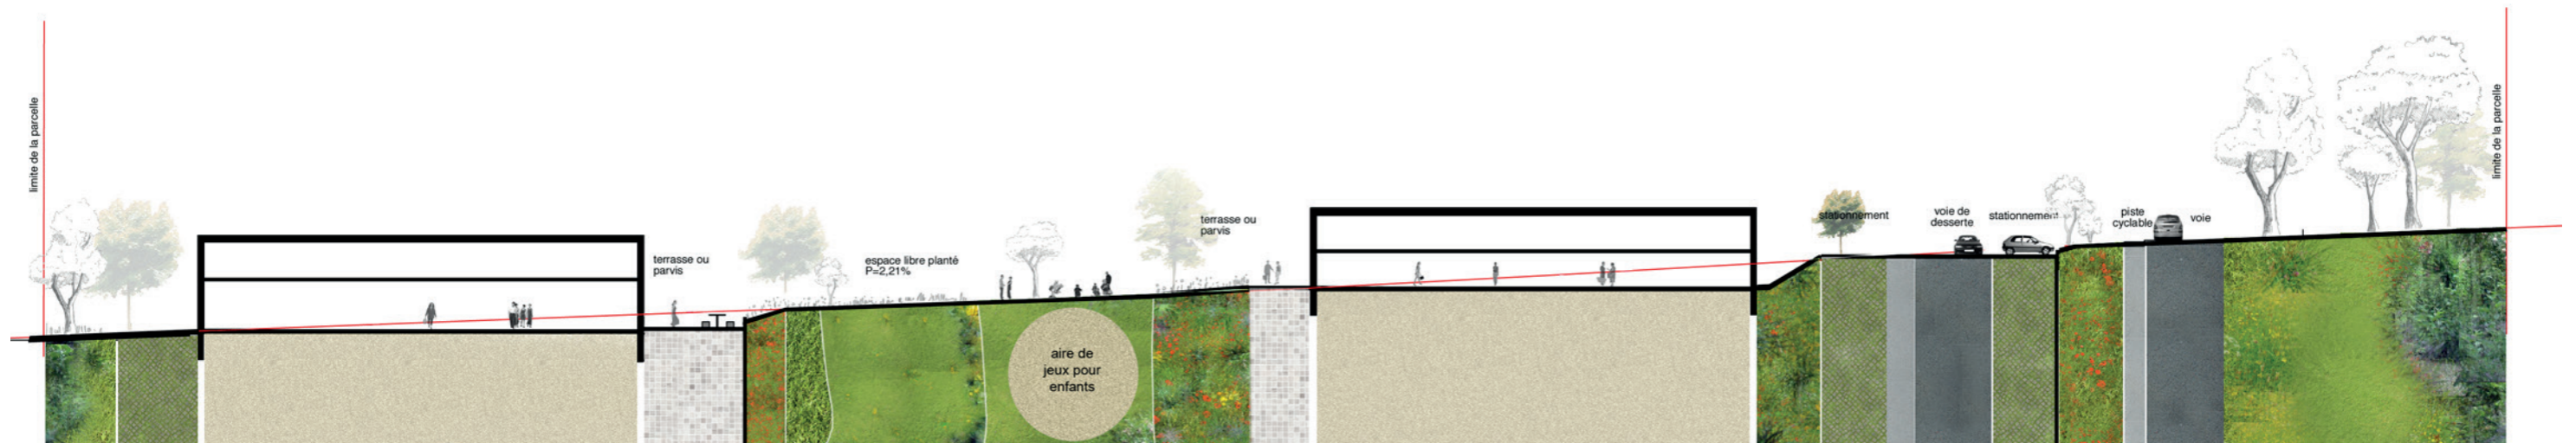 limite de la parcelle
terrasse ou
parvis
espace libre planté
P=2,21%
aire de
jeux pour
enfants
terrasse ou
parvis
stationnement
voie de
desserte
stationnement
piste
cyclable
voie
limite de la parcelle